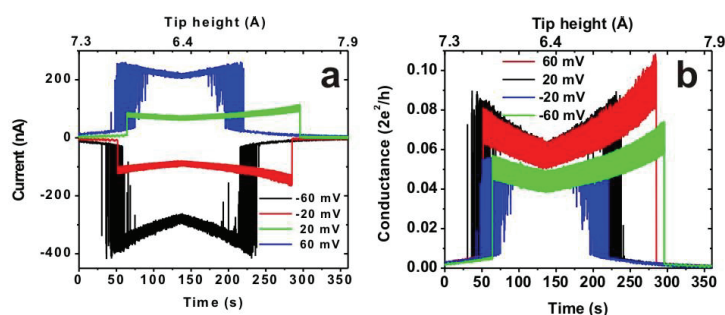 Tip height (Å)
7.3 6.4 7.9
a
Current (nA)
200
0
-200
-400
-60 mV
-20 mV
20 mV
60 mV
0 50 100 150 200 250 300 350
Time (s)
Tip height (Å)
7.3 6.4 7.9
b
Conductance (2e²/h)
0.10
0.08
0.06
0.04
0.02
0.00
60 mV
20 mV
-20 mV
-60 mV
0 50 100 150 200 250 300 350
Time (s)